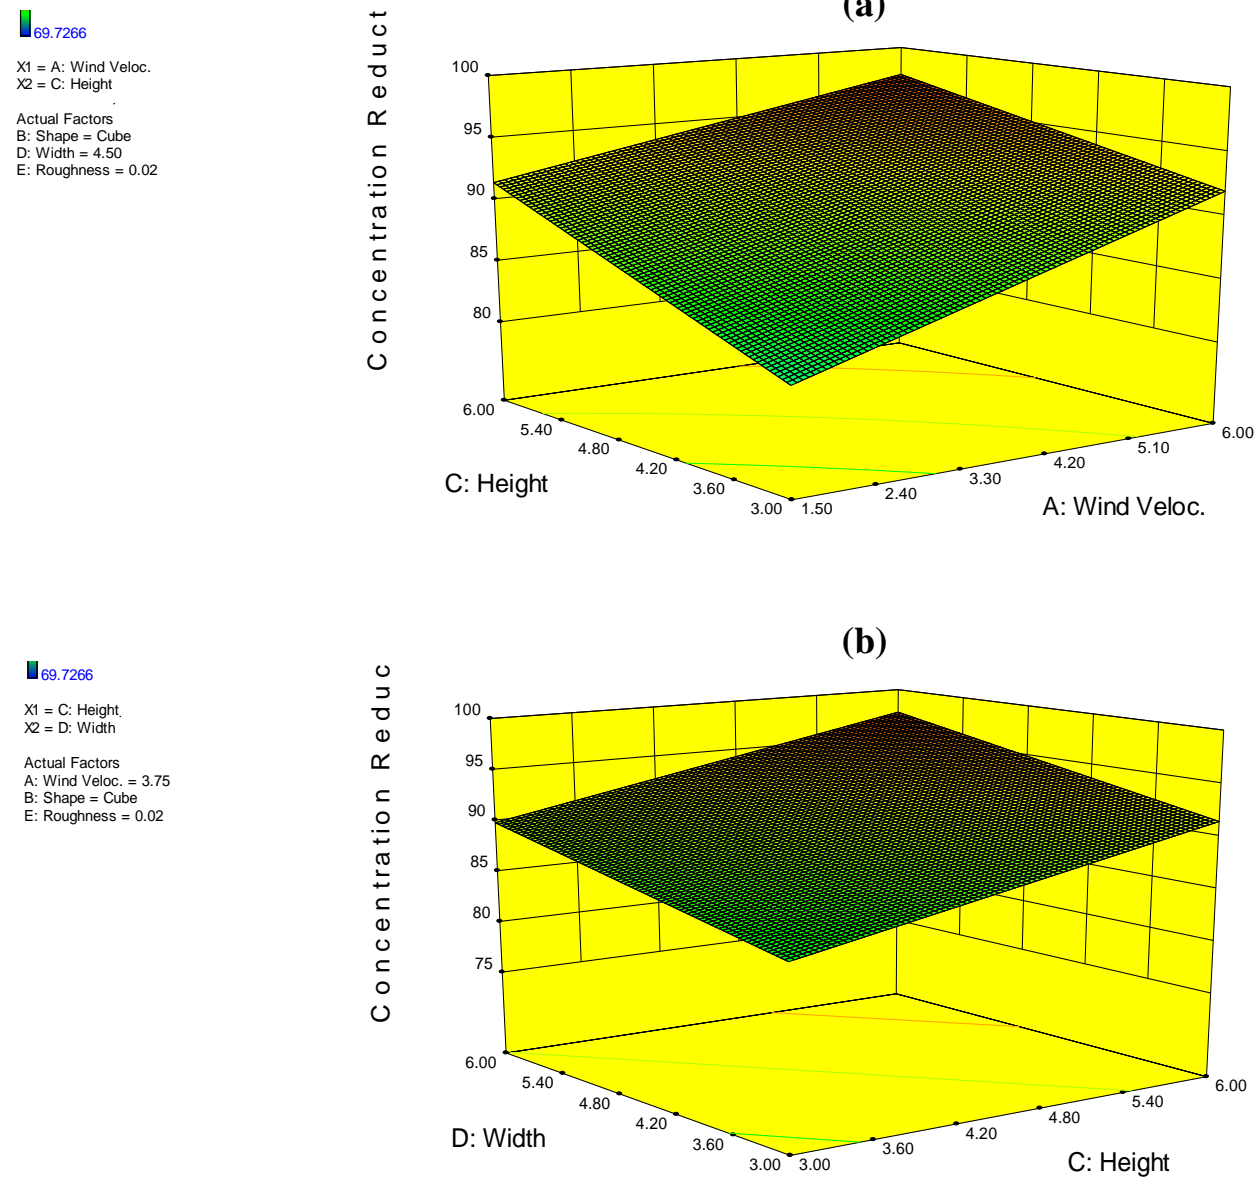 (a)
69.7266
X1 = A: Wind Veloc.
X2 = C: Height
Actual Factors
B: Shape = Cube
D: Width = 4.50
E: Roughness = 0.02
Concentration Reduct
100
95
90
85
80
6.00
5.40
4.80
4.20
3.60
3.00
1.50
2.40
3.30
4.20
5.10
6.00
C: Height
A: Wind Veloc.
(b)
69.7266
X1 = C: Height
X2 = D: Width
Actual Factors
A: Wind Veloc. = 3.75
B: Shape = Cube
E: Roughness = 0.02
Concentration Reduc
100
95
90
85
80
75
6.00
5.40
4.80
4.20
3.60
3.00
3.00
3.60
4.20
4.80
5.40
6.00
D: Width
C: Height